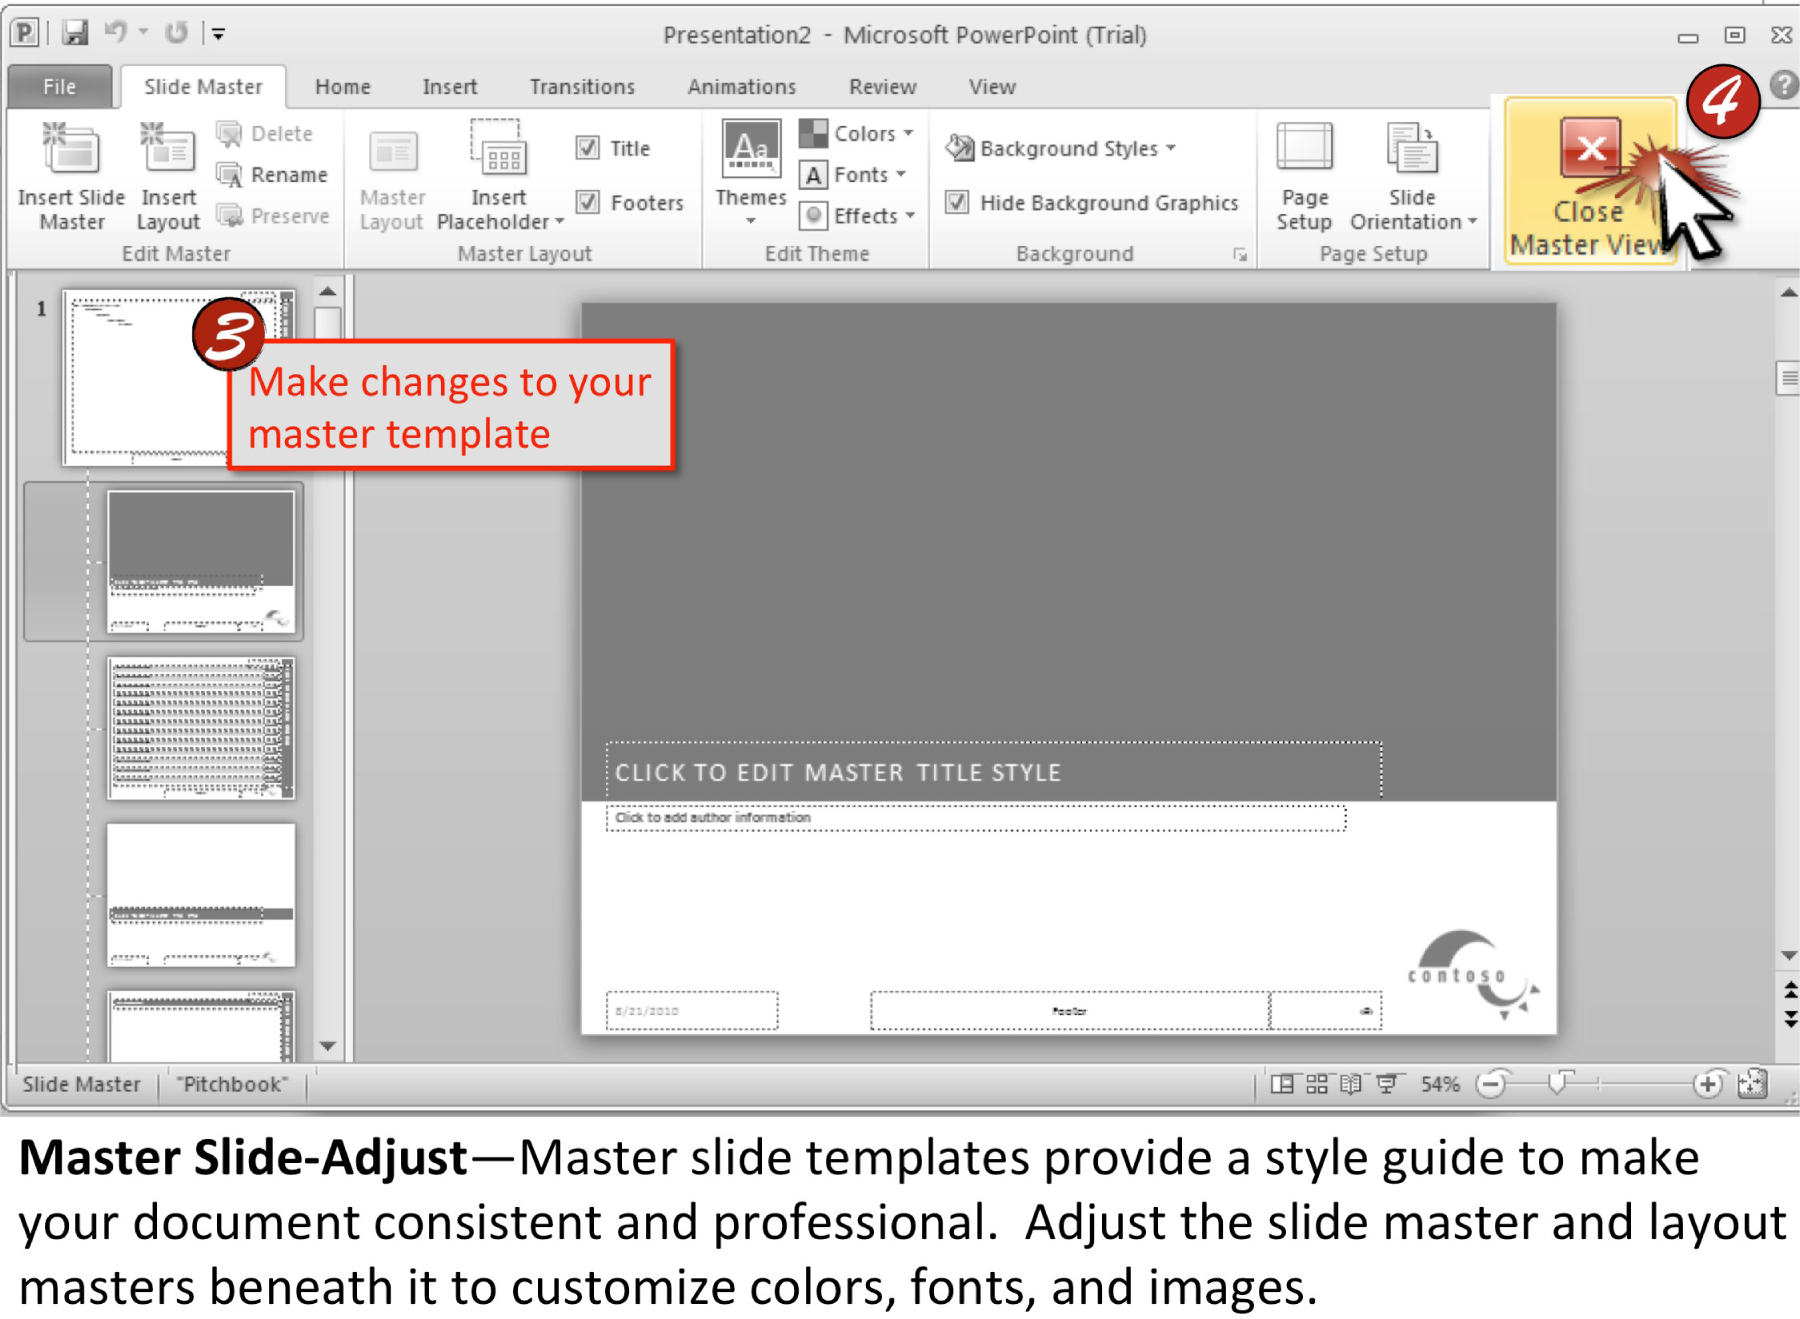 Presentation2 - Microsoft PowerPoint (Trial)
File Slide Master Home Insert Transitions Animations Review View
4
Insert Slide Master
Insert Layout
Delete
Rename
Preserve
Edit Master
Master Layout
Insert Placeholder
Title
Footers
Master Layout
Themes
Colors
Fonts
Effects
Edit Theme
Background Styles
Hide Background Graphics
Background
Page Setup
Slide Orientation
Page Setup
Close
Master View
1
3
Make changes to your
master template
CLICK TO EDIT MASTER TITLE STYLE
Click to add author information
contoso
8/21/2010
Footer
Slide Master "Pitchbook" 54%
Master Slide-Adjust—Master slide templates provide a style guide to make
your document consistent and professional.  Adjust the slide master and layout
masters beneath it to customize colors, fonts, and images.